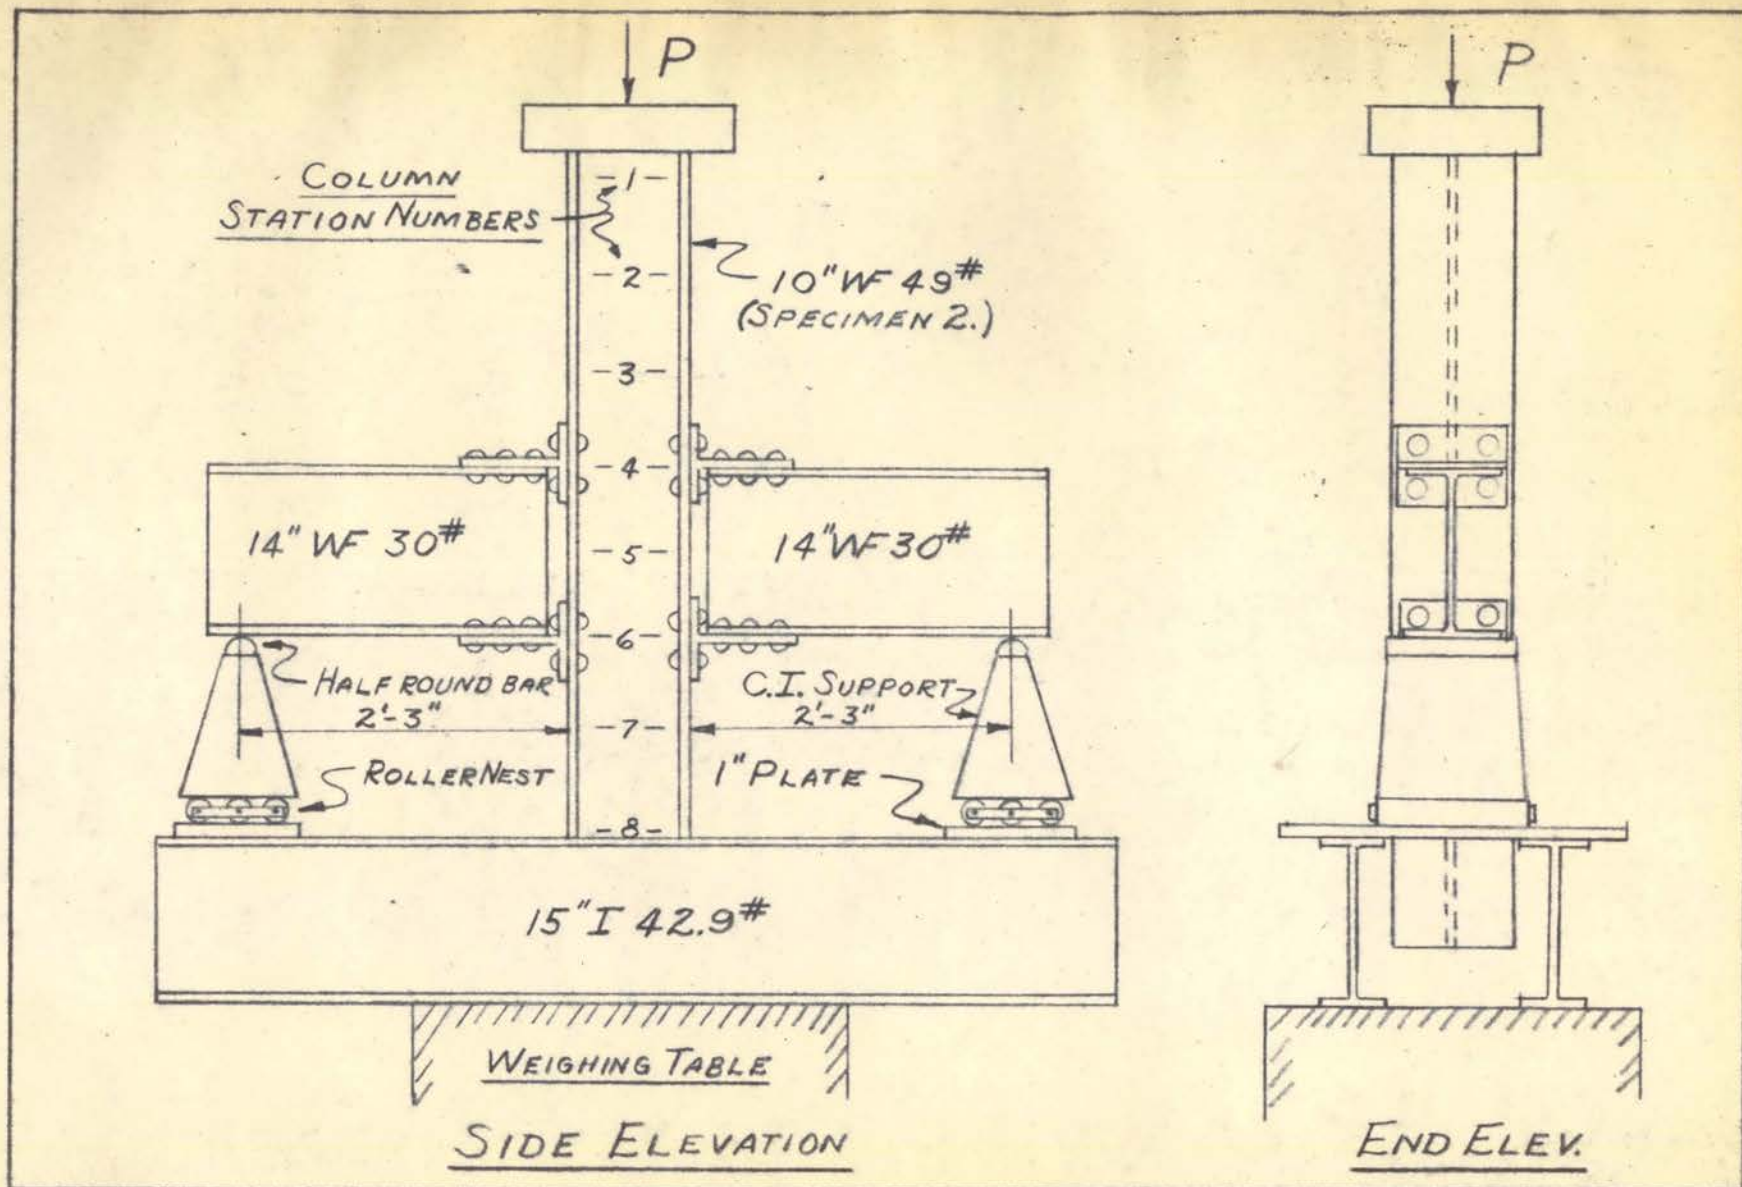 P
P
COLUMN
STATION NUMBERS
-1-
-2-
10" WF 49#
(SPECIMEN 2.)
-3-
-4-
14" WF 30#
-5-
14" WF 30#
-6-
HALF ROUND BAR
2'-3"
C.I. SUPPORT
2'-3"
-7-
ROLLER NEST
1" PLATE
-8-
15" I 42.9#
WEIGHING TABLE
SIDE ELEVATION
END ELEV.